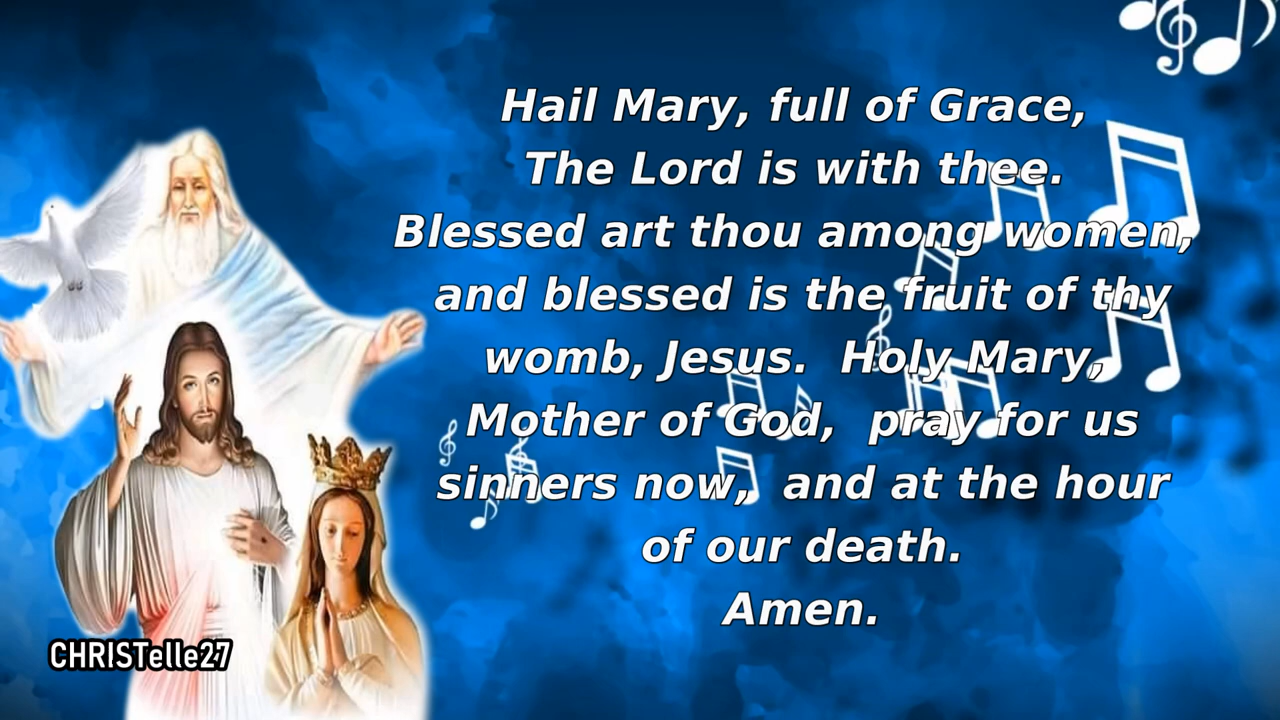 Hail Mary, full of Grace,
The Lord is with thee.
Blessed art thou among women,
and blessed is the fruit of thy
womb, Jesus.  Holy Mary,
Mother of God,  pray for us
sinners now,  and at the hour
of our death.
Amen.
CHRISTelle27